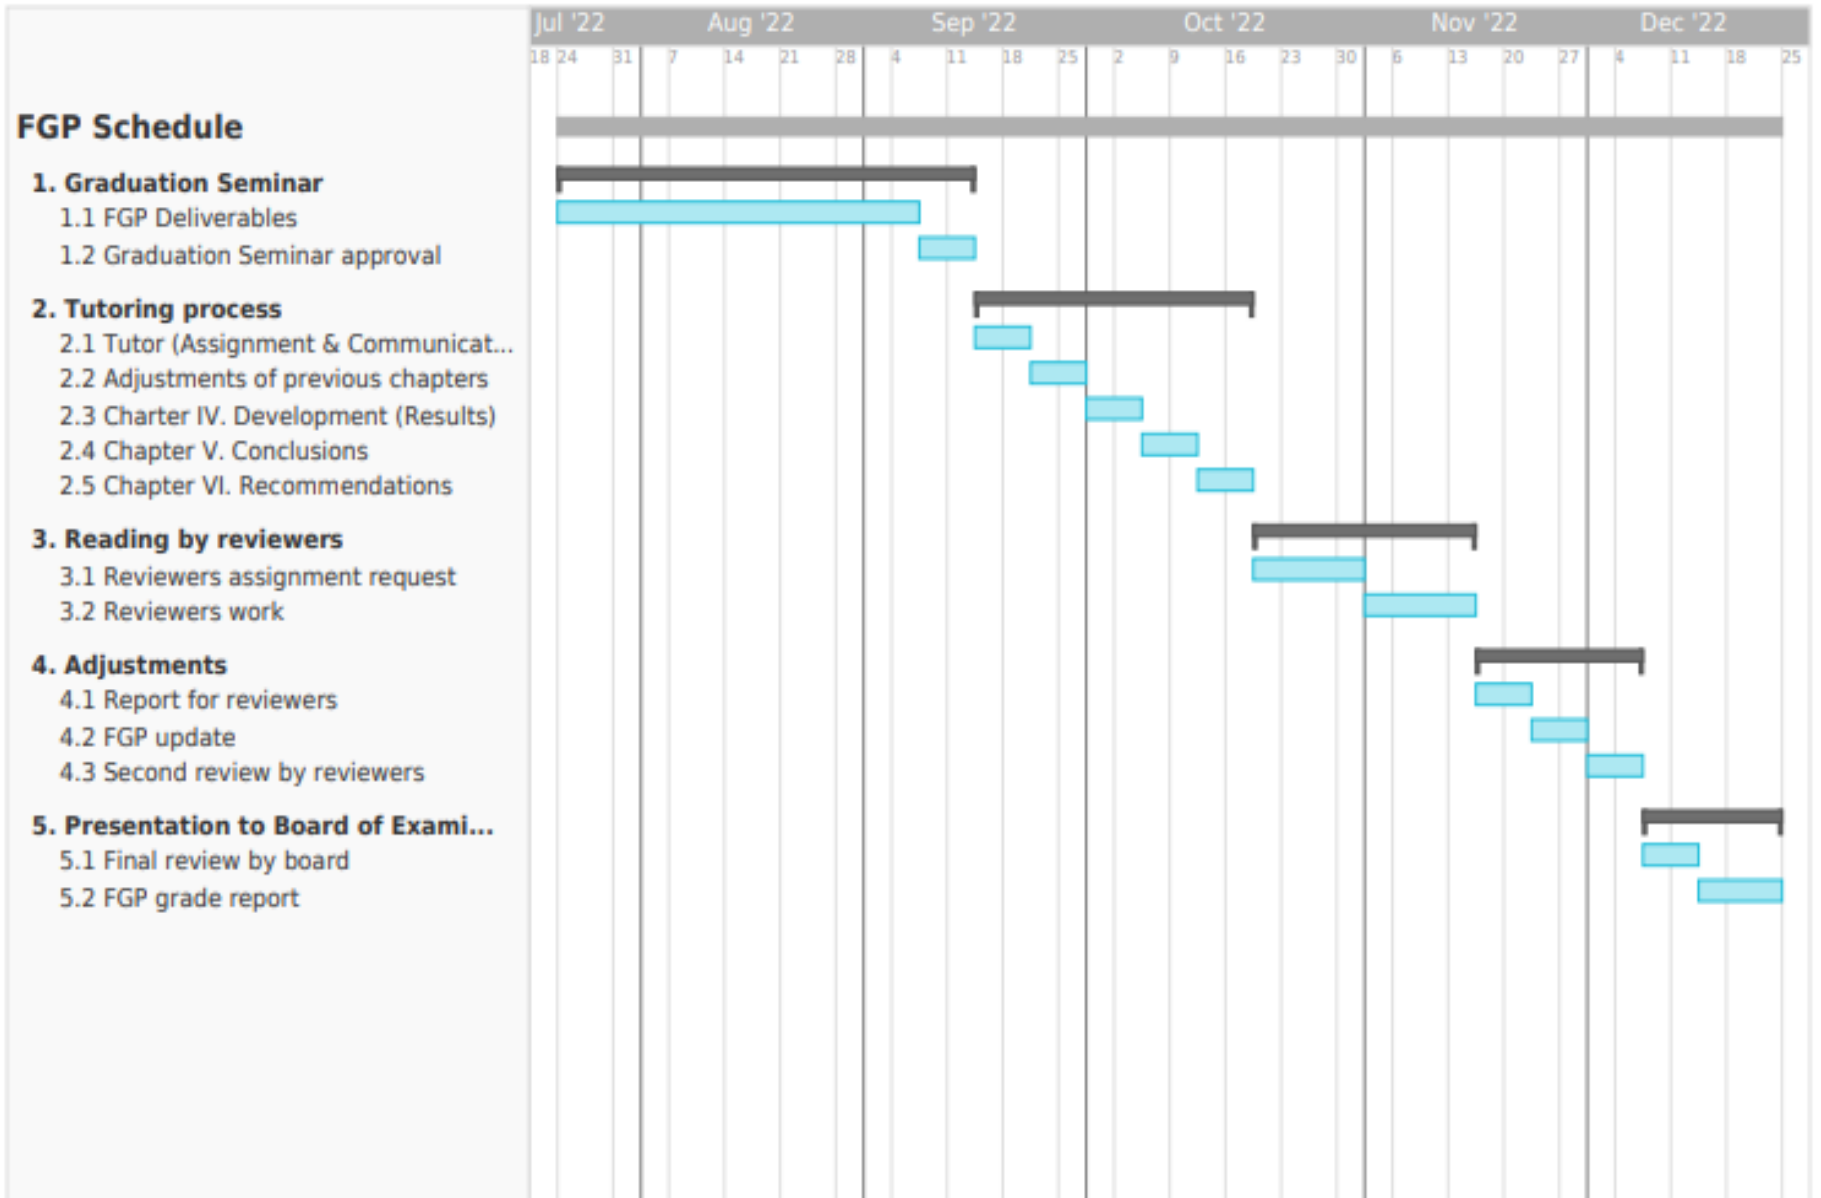 Jul '22 Aug '22 Sep '22 Oct '22 Nov '22 Dec '22
18 24 31 7 14 21 28 4 11 18 25 2 9 16 23 30 6 13 20 27 4 11 18 25
FGP Schedule
1. Graduation Seminar
1.1 FGP Deliverables
1.2 Graduation Seminar approval
2. Tutoring process
2.1 Tutor (Assignment & Communicat...
2.2 Adjustments of previous chapters
2.3 Charter IV. Development (Results)
2.4 Chapter V. Conclusions
2.5 Chapter VI. Recommendations
3. Reading by reviewers
3.1 Reviewers assignment request
3.2 Reviewers work
4. Adjustments
4.1 Report for reviewers
4.2 FGP update
4.3 Second review by reviewers
5. Presentation to Board of Exami...
5.1 Final review by board
5.2 FGP grade report